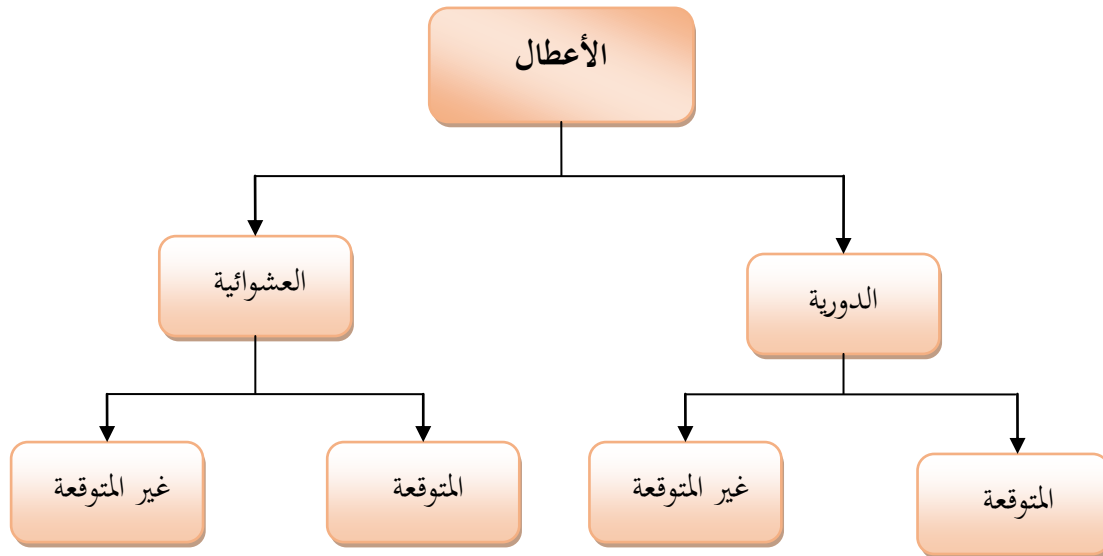 الأعطال
الدورية
العشوائية
المتوقعة
غير المتوقعة
المتوقعة
غير المتوقعة